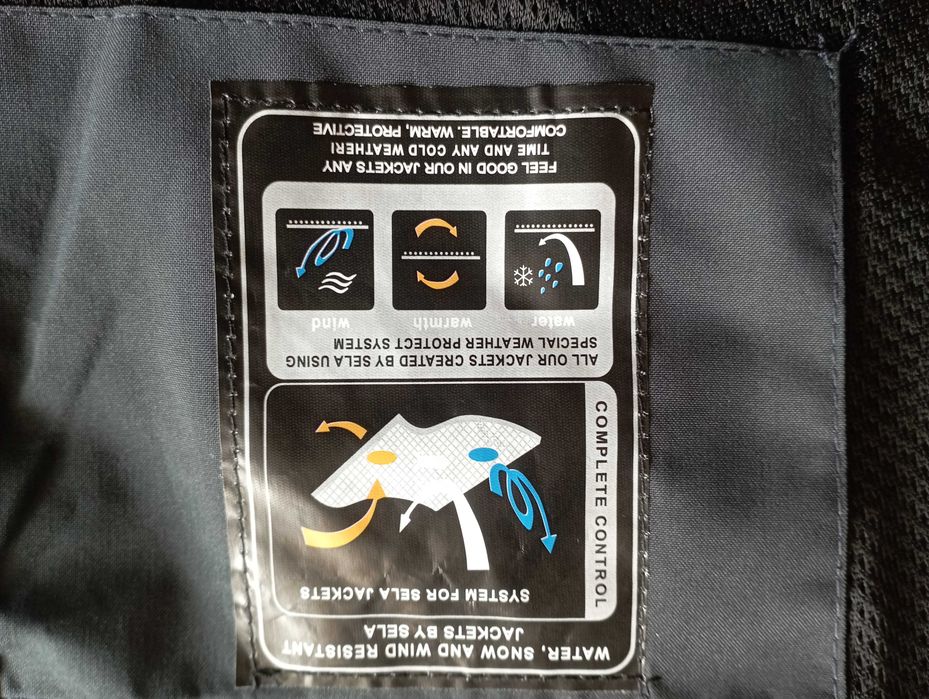 WATER, SNOW AND WIND RESISTANT
JACKETS BY SELA
SYSTEM FOR SELA JACKETS
COMPLETE CONTROL
ALL OUR JACKETS CREATED BY SELA USING
SPECIAL WEATHER PROTECT SYSTEM
water
warmth
wind
FEEL GOOD IN OUR JACKETS ANY
TIME AND ANY COLD WEATHER!
COMFORTABLE. WARM, PROTECTIVE